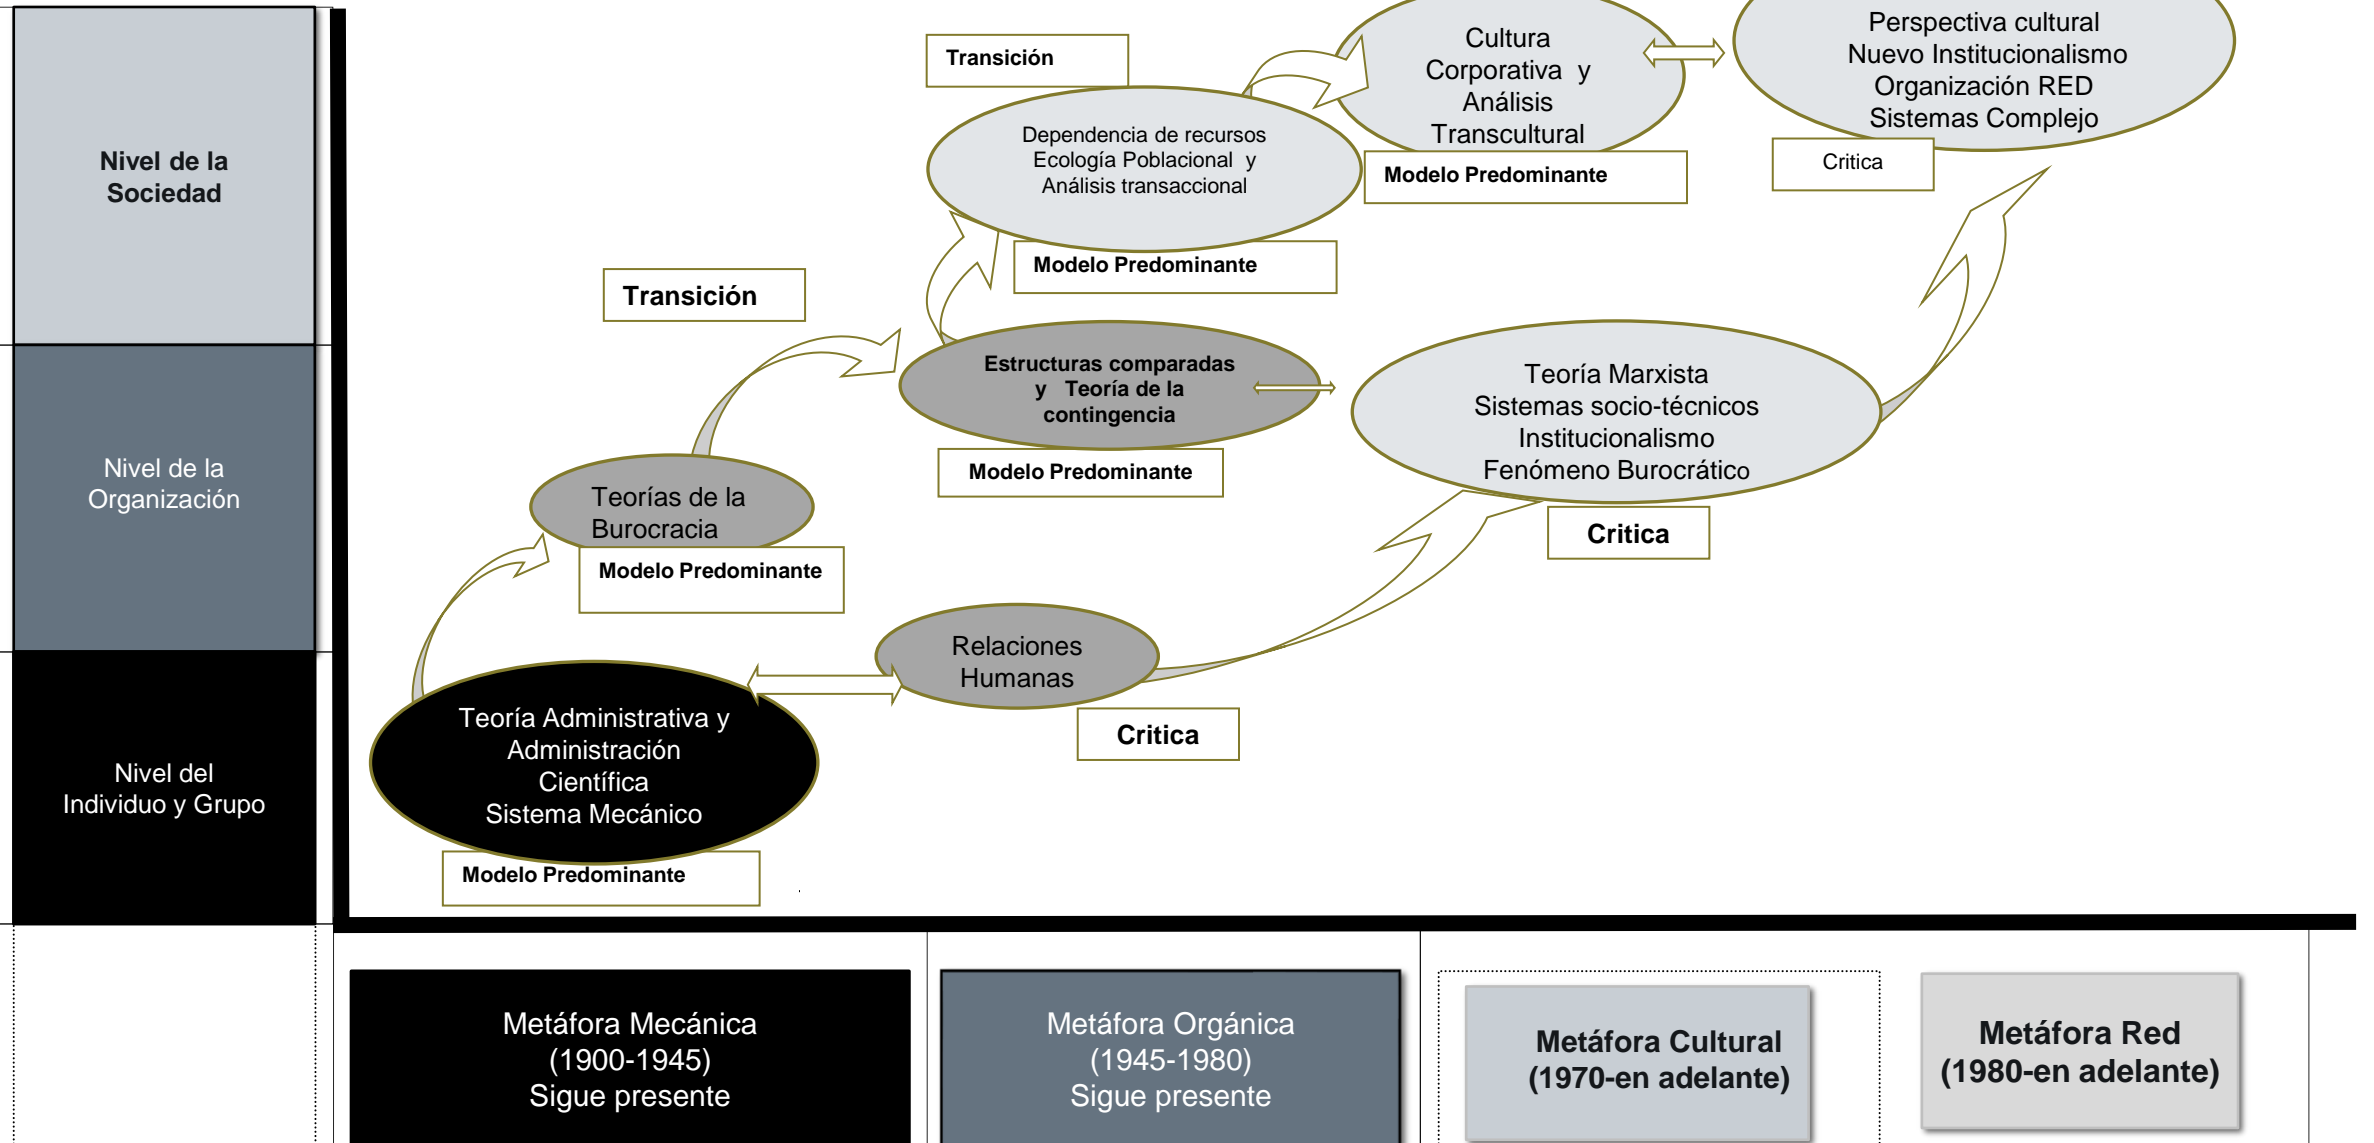 Perspectiva cultural
Nuevo Institucionalismo
Organización RED
Sistemas Complejo
Critica
Cultura
Corporativa y
Análisis
Transcultural
Modelo Predominante
Transición
Dependencia de recursos
Ecología Poblacional y
Análisis transaccional
Modelo Predominante
Nivel de la
Sociedad
Transición
Estructuras comparadas
y Teoría de la
contingencia
Modelo Predominante
Teoría Marxista
Sistemas socio-técnicos
Institucionalismo
Fenómeno Burocrático
Critica
Nivel de la
Organización
Teorías de la
Burocracia
Modelo Predominante
Relaciones
Humanas
Critica
Nivel del
Individuo y Grupo
Teoría Administrativa y
Administración
Científica
Sistema Mecánico
Modelo Predominante
Metáfora Mecánica
(1900-1945)
Sigue presente
Metáfora Orgánica
(1945-1980)
Sigue presente
Metáfora Cultural
(1970-en adelante)
Metáfora Red
(1980-en adelante)